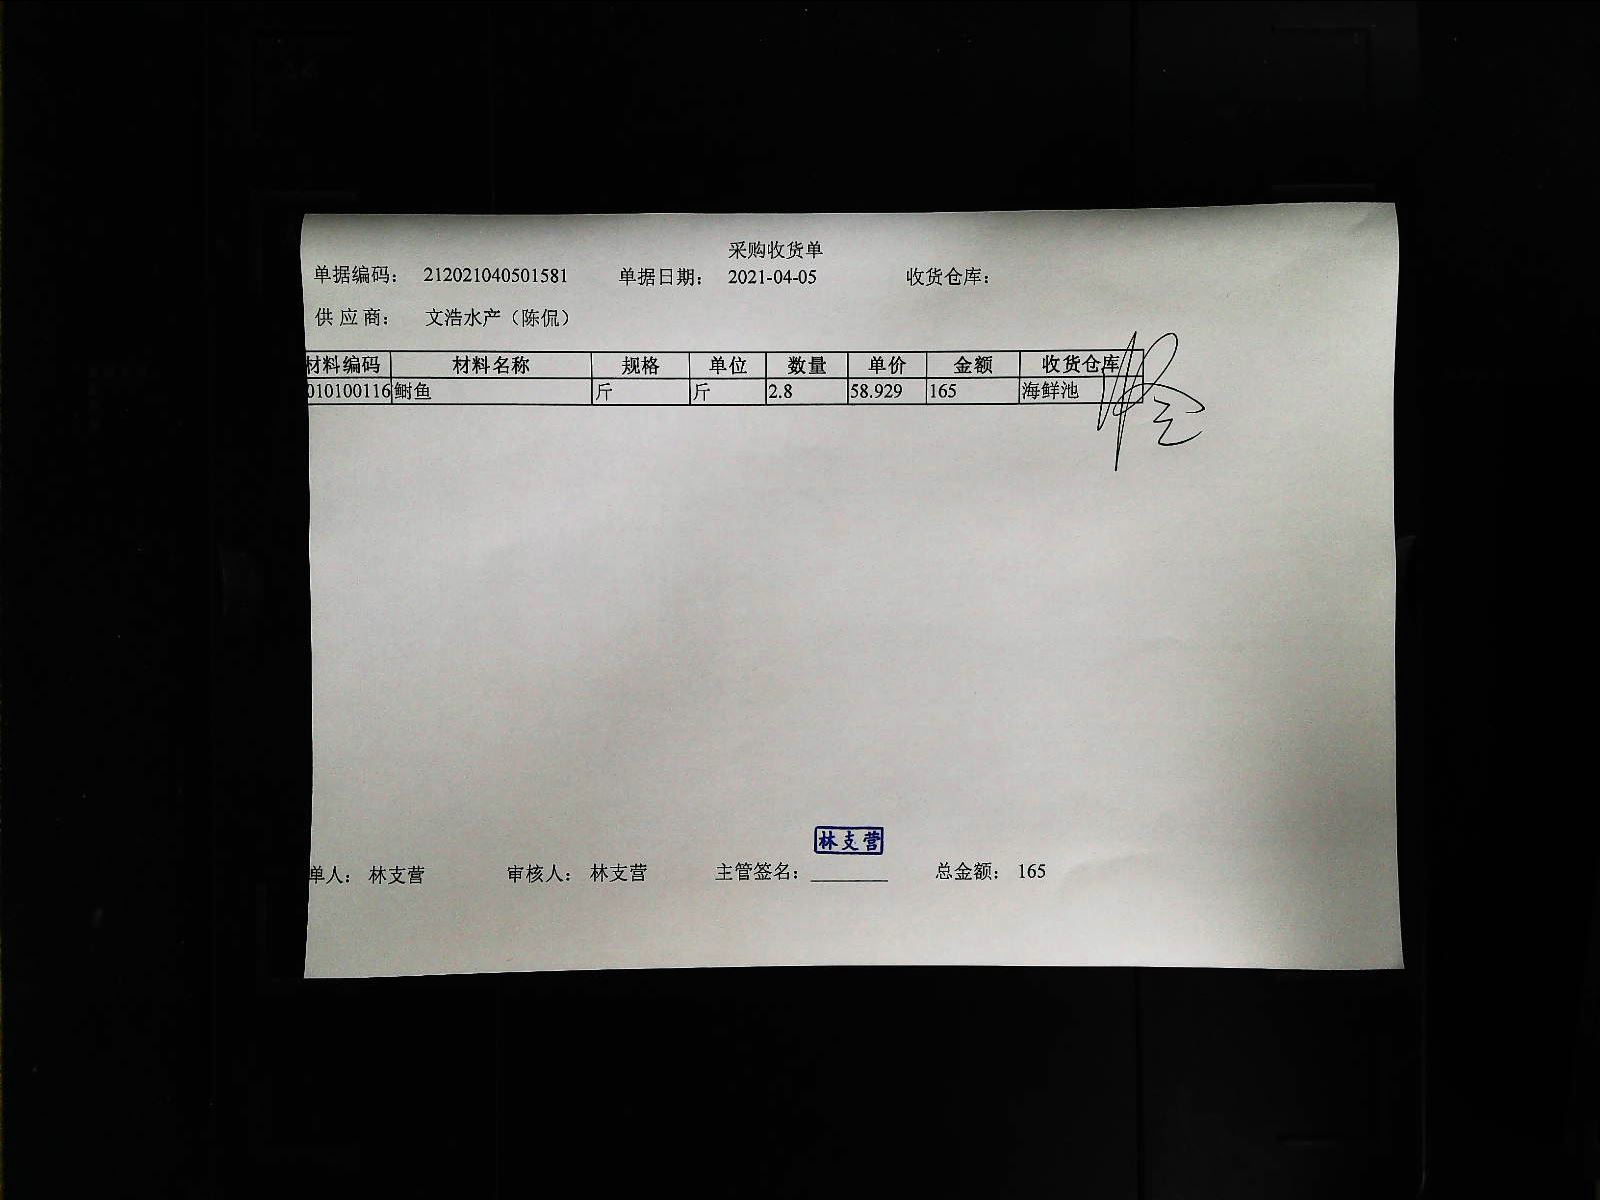 采购收货单
单据编码： 212021040501581 单据日期： 2021-04-05 收货仓库：
供 应 商： 文浩水产（陈侃）
材料编码 材料名称 规格 单位 数量 单价 金额 收货仓库
010100116 鲥鱼 斤 斤 2.8 58.929 165 海鲜池
林支营
单人： 林支营 审核人： 林支营 主管签名： 总金额： 165